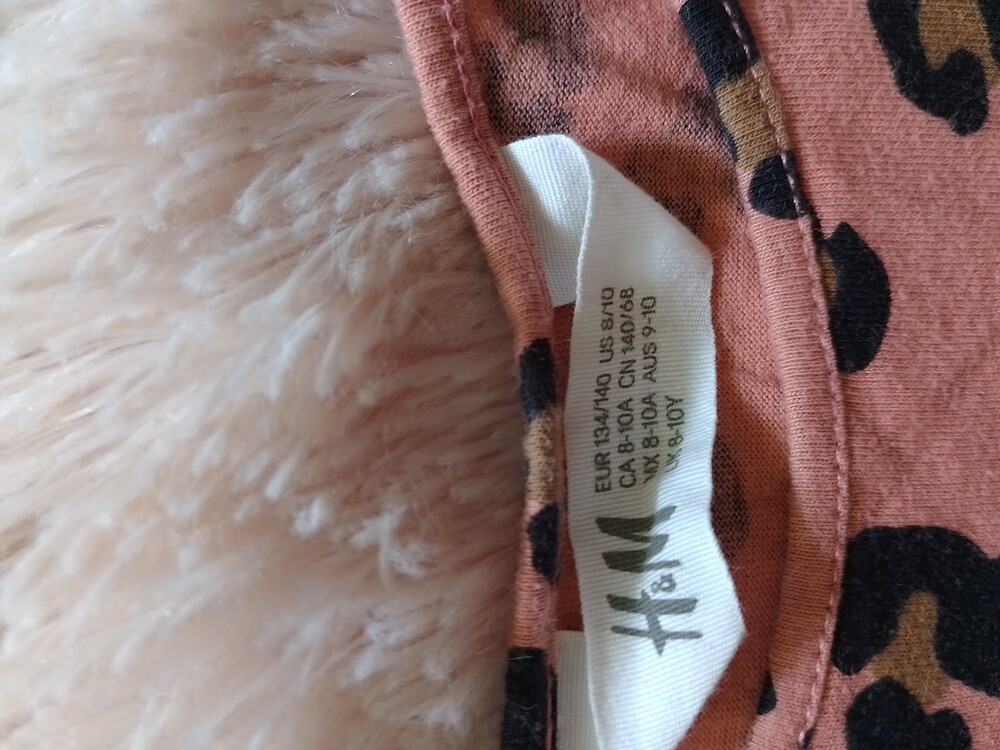 H&M
EUR 134/140 US 8/10
CA 8-10A CN 140/68
MX 8-10A AUS 9-10
UK 8-10Y